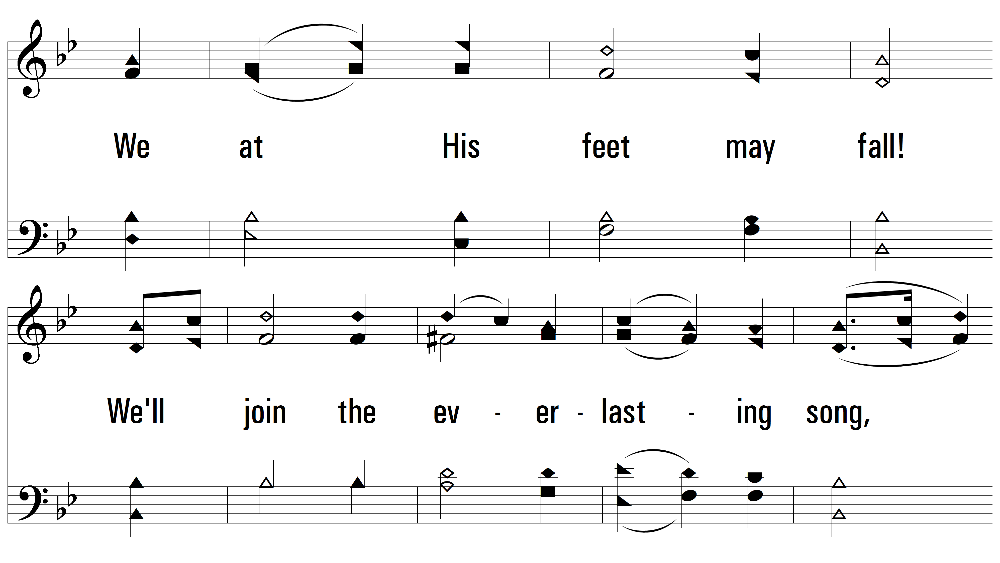 We at His feet may fall!
We'll join the ev - er - last - ing song,